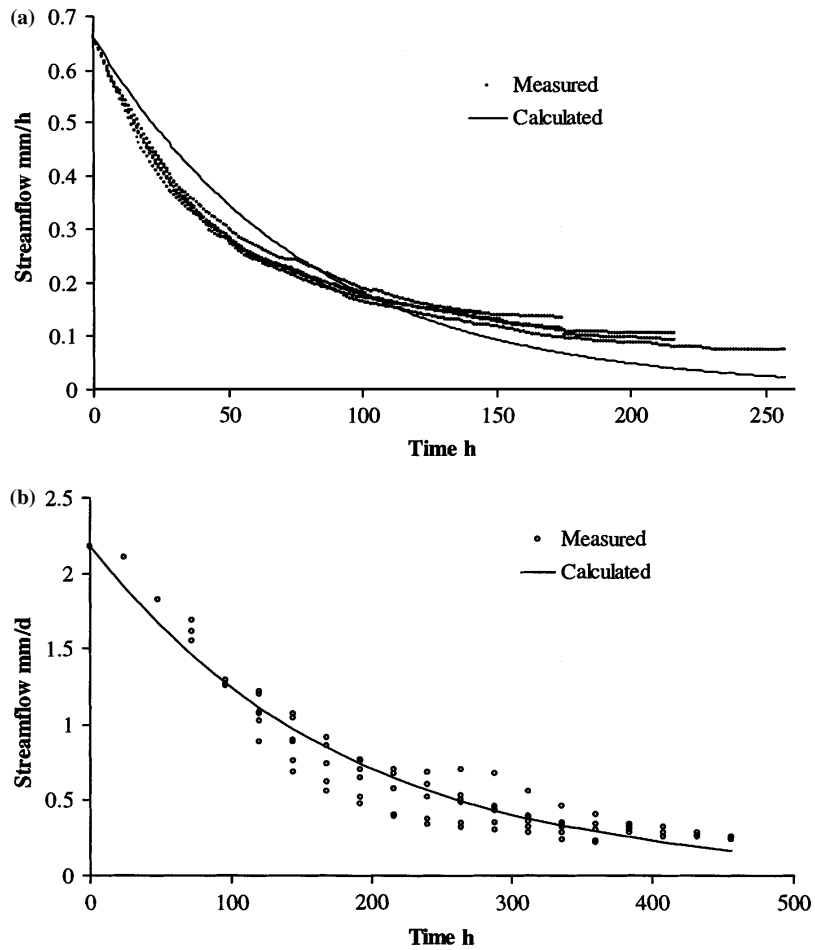 (a)
0.7
0.6
0.5
0.4
0.3
0.2
0.1
0
Streamflow mm/h
Measured
Calculated
0 50 100 150 200 250
Time h
(b)
2.5
2
1.5
1
0.5
0
Streamflow mm/d
Measured
Calculated
0 100 200 300 400 500
Time h